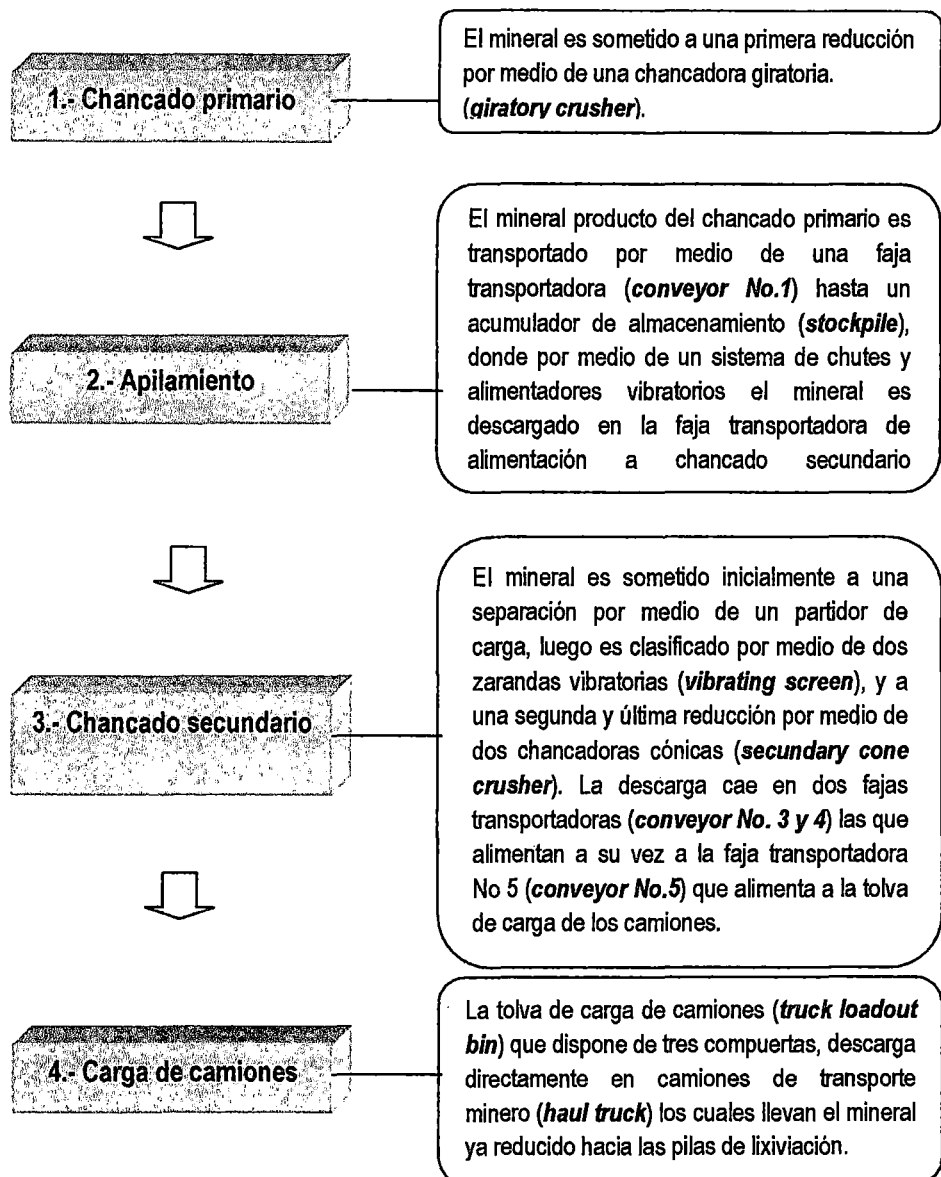 El mineral es sometido a una primera reducción
por medio de una chancadora giratoria.
(giratory crusher).
1.- Chancado primario
El mineral producto del chancado primario es
transportado por medio de una faja
transportadora (conveyor No.1) hasta un
acumulador de almacenamiento (stockpile),
donde por medio de un sistema de chutes y
alimentadores vibratorios el mineral es
descargado en la faja transportadora de
alimentación a chancado secundario
2.- Apilamiento
El mineral es sometido inicialmente a una
separación por medio de un partidor de
carga, luego es clasificado por medio de dos
zarandas vibratorias (vibrating screen), y a
una segunda y última reducción por medio de
dos chancadoras cónicas (secundary cone
crusher). La descarga cae en dos fajas
transportadoras (conveyor No. 3 y 4) las que
alimentan a su vez a la faja transportadora
No 5 (conveyor No.5) que alimenta a la tolva
de carga de los camiones.
3.- Chancado secundario
La tolva de carga de camiones (truck loadout
bin) que dispone de tres compuertas, descarga
directamente en camiones de transporte
minero (haul truck) los cuales llevan el mineral
ya reducido hacia las pilas de lixiviación.
4.- Carga de camiones